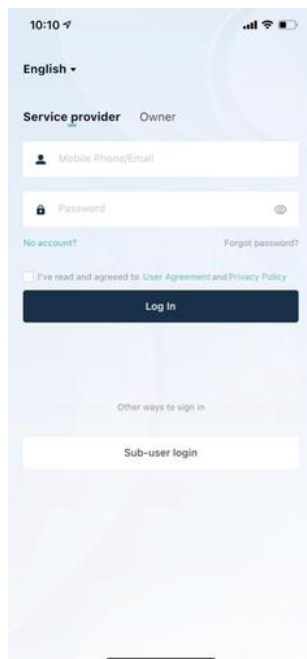 10:10
English
Service provider Owner
Mobile Phone/Email
Password
No account? Forgot password?
I've read and agreeed to User Agreement and Privacy Policy
Log In
Other ways to sign in
Sub-user login